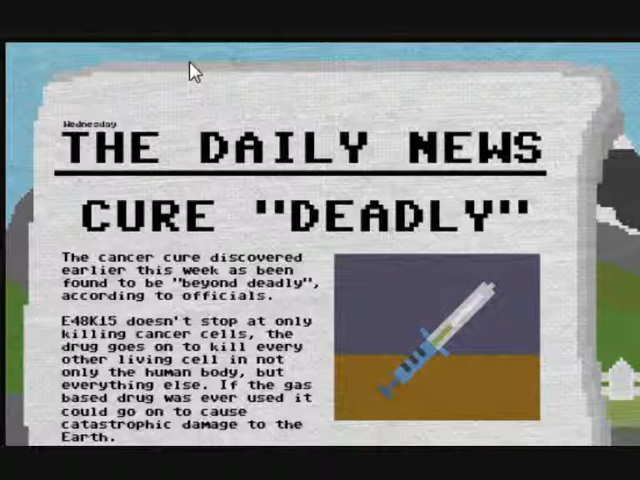 Wednesday
THE DAILY NEWS
CURE "DEADLY"
The cancer cure discovered
earlier this week as been
found to be "beyond deadly",
according to officials.
E48K15 doesn't stop at only
killing cancer cells, the
drug goes on to kill every
other living cell in not
only the human body, but
everything else. If the gas
based drug was ever used it
could go on to cause
catastrophic damage to the
Earth.